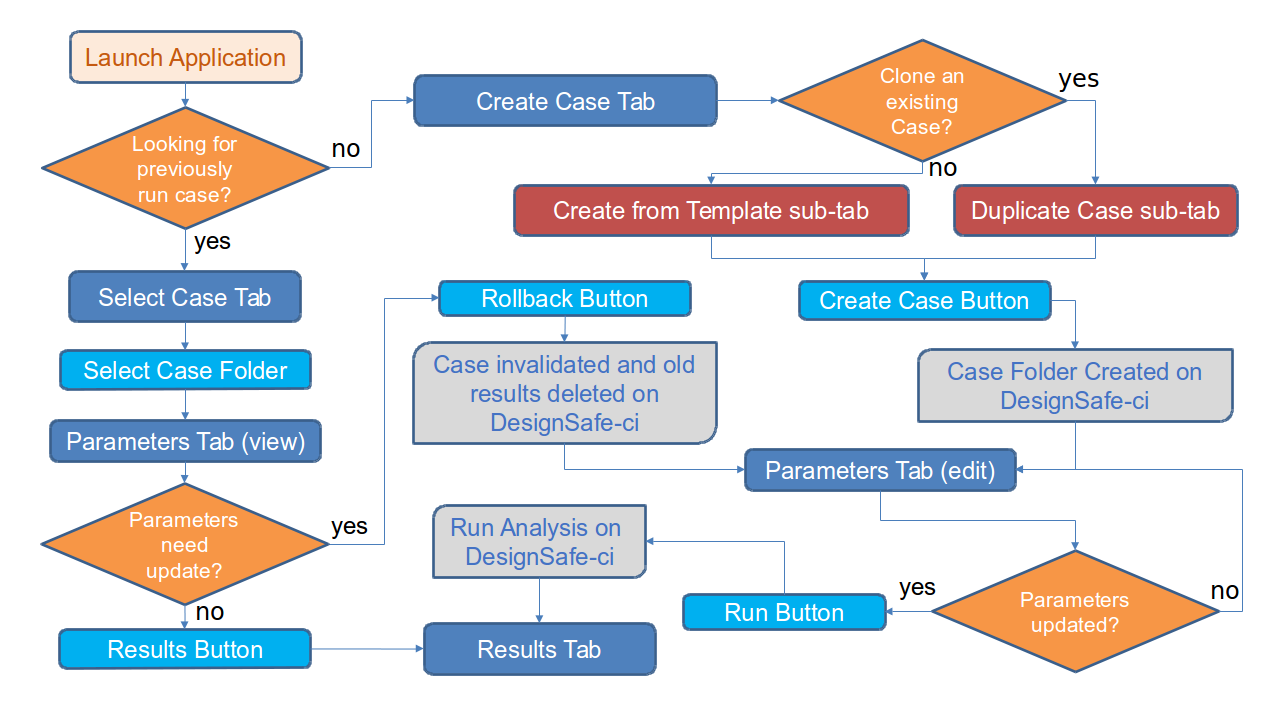 Launch Application
Looking for
previously
run case?
no
yes
Create Case Tab
Clone an
existing
Case?
yes
no
Create from Template sub-tab
Duplicate Case sub-tab
Select Case Tab
Rollback Button
Create Case Button
Select Case Folder
Case invalidated and old
results deleted on
DesignSafe-ci
Case Folder Created on
DesignSafe-ci
Parameters Tab (view)
Parameters Tab (edit)
Parameters
need
update?
yes
no
Run Analysis on
DesignSafe-ci
Parameters
updated?
yes
no
Run Button
Results Button
Results Tab